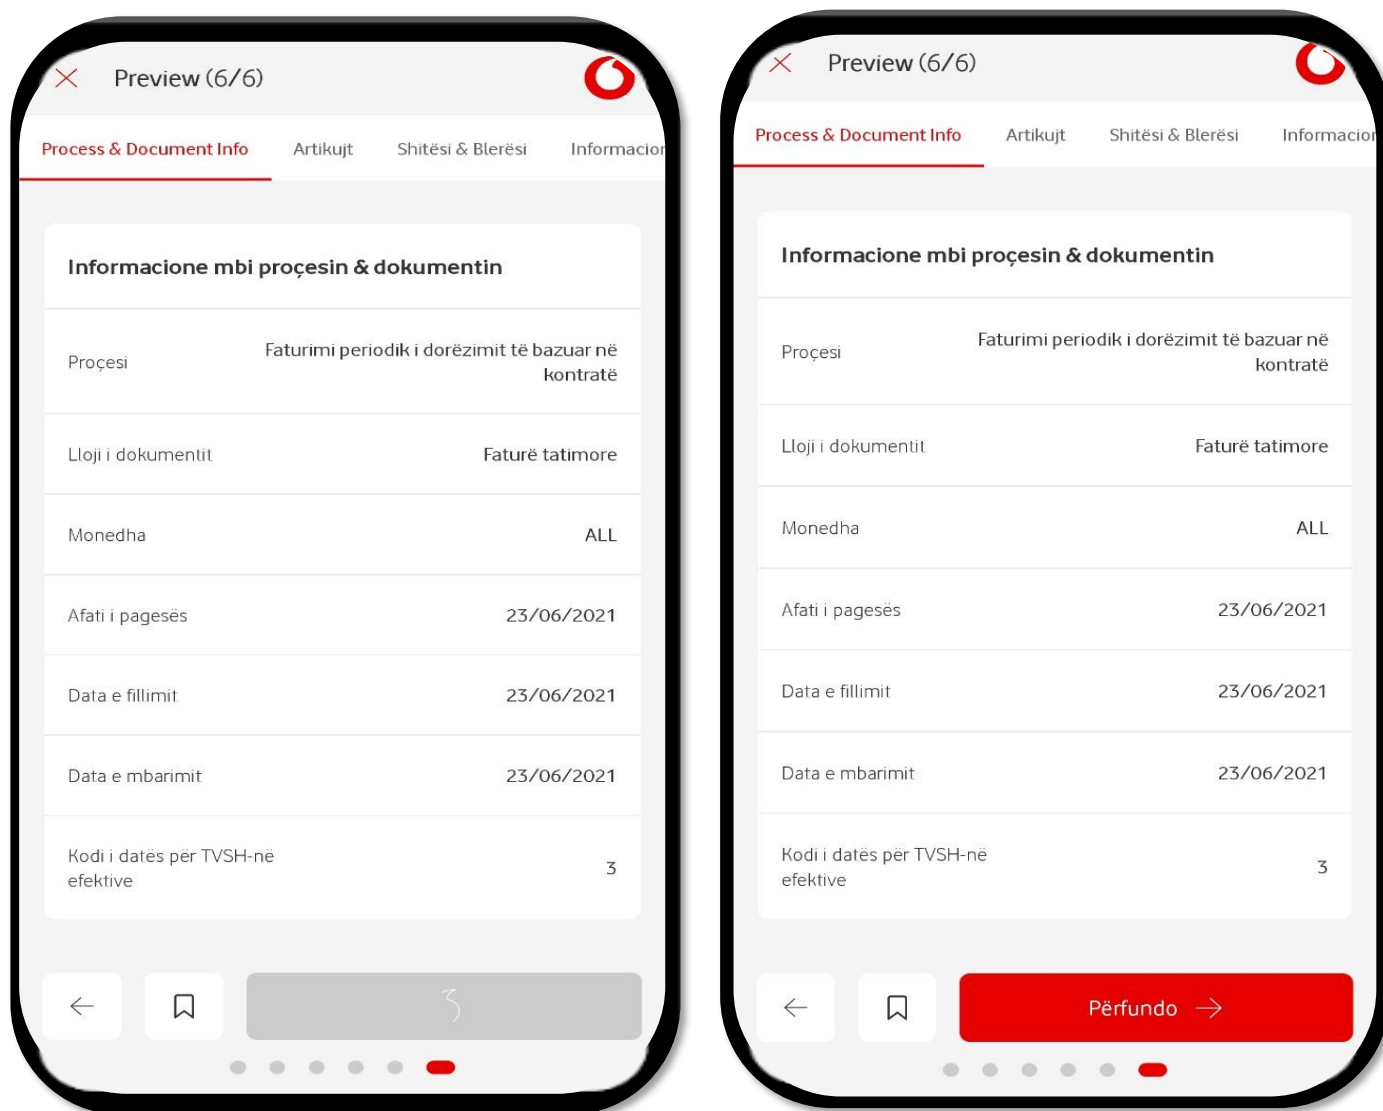 Preview (6/6)
Process & Document Info Artikujt Shitësi & Blerësi Informacion
Informacione mbi proçesin & dokumentin
Proçesi Faturimi periodik i dorëzimit të bazuar në
kontratë
Lloji i dokumentit Faturë tatimore
Monedha ALL
Afati i pagesës 23/06/2021
Data e fillimit 23/06/2021
Data e mbarimit 23/06/2021
Kodi i datës për TVSH-në
efektive 3
3
Preview (6/6)
Process & Document Info Artikujt Shitësi & Blerësi Informacion
Informacione mbi proçesin & dokumentin
Proçesi Faturimi periodik i dorëzimit të bazuar në
kontratë
Lloji i dokumentit Faturë tatimore
Monedha ALL
Afati i pagesës 23/06/2021
Data e fillimit 23/06/2021
Data e mbarimit 23/06/2021
Kodi i datës për TVSH-në
efektive 3
Përfundo